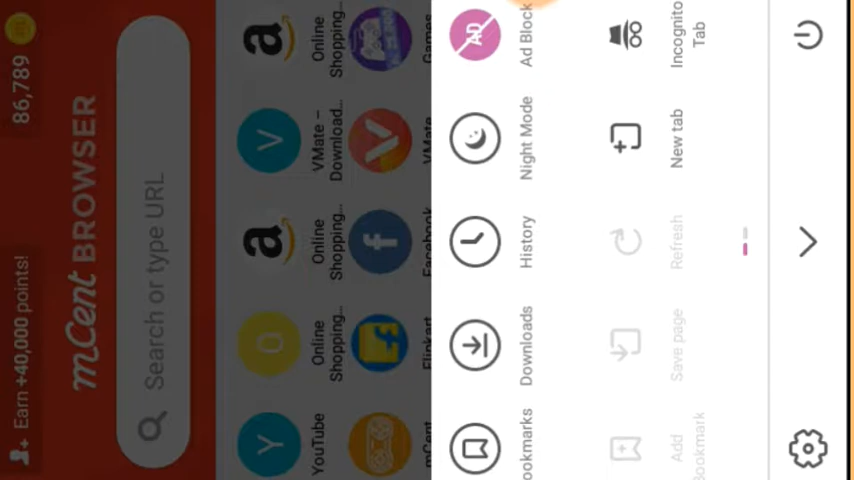 Earn +40,000 points!
86,789
mCent BROWSER
Search or type URL
YouTube
Online
Shopping...
Online
Shopping...
VMate –
Download...
Online
Shopping...
mCent
Flipkart
Facebook
VMate
Games
ookmarks
Downloads
History
Night Mode
Ad Block
Add
Bookmark
Save page
Refresh
New tab
Incognito
Tab